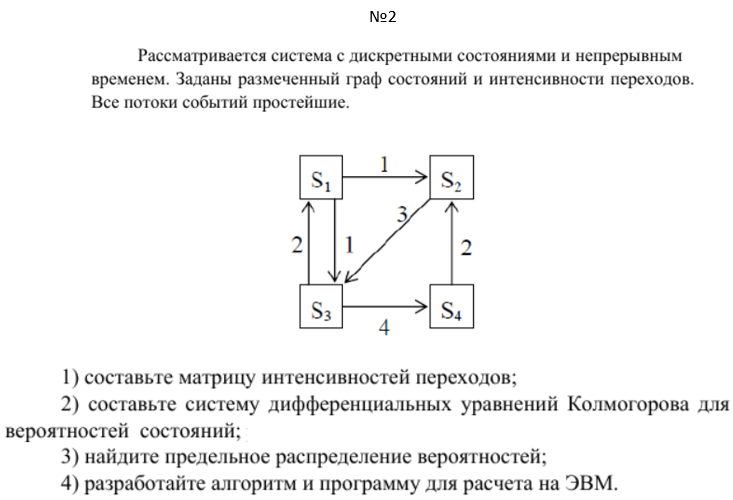 №2
Рассматривается система с дискретными состояниями и непрерывным
временем. Заданы размеченный граф состояний и интенсивности переходов.
Все потоки событий простейшие.
1
S1 S2
3
2 1 2
S3 S4
4
1) составьте матрицу интенсивностей переходов;
2) составьте систему дифференциальных уравнений Колмогорова для
вероятностей состояний;
3) найдите предельное распределение вероятностей;
4) разработайте алгоритм и программу для расчета на ЭВМ.